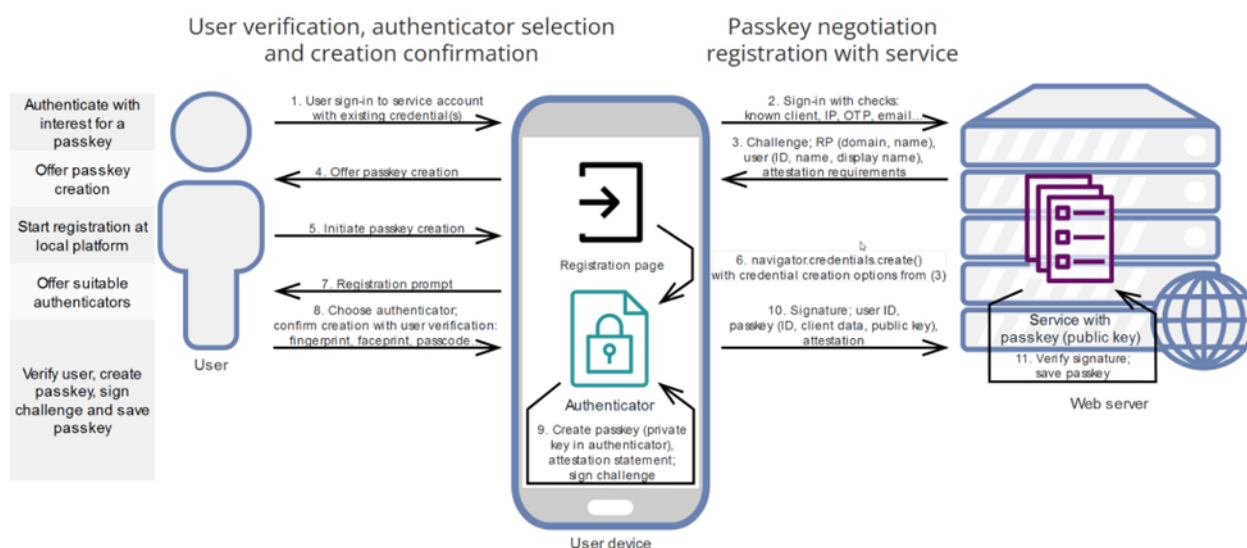 User verification, authenticator selection
and creation confirmation
Passkey negotiation
registration with service
Authenticate with
interest for a
passkey
Offer passkey
creation
Start registration at
local platform
Offer suitable
authenticators
Verify user, create
passkey, sign
challenge and save
passkey
User
1. User sign-in to service account
with existing credential(s)
4. Offer passkey creation
5. Initiate passkey creation
7. Registration prompt
8. Choose authenticator;
confirm creation with user verification:
fingerprint, faceprint, passcode...
Registration page
Authenticator
9. Create passkey (private
key in authenticator),
attestation statement;
sign challenge
User device
2. Sign-in with checks:
known client, IP, OTP, email...
3. Challenge; RP (domain, name),
user (ID, name, display name),
attestation requirements
6. navigator.credentials.create()
with credential creation options from (3)
10. Signature; user ID,
passkey (ID, client data, public key),
attestation
Service with
passkey (public key)
11. Verify signature;
save passkey
Web server